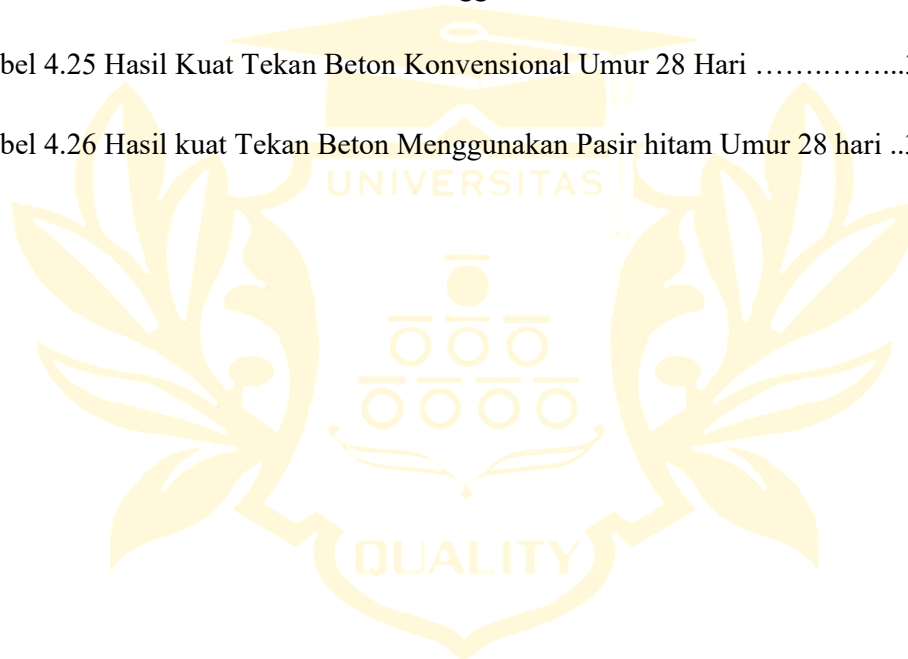 bel 4.25 Hasil Kuat Tekan Beton Konvensional Umur 28 Hari …….……...
bel 4.26 Hasil kuat Tekan Beton Menggunakan Pasir hitam Umur 28 hari ..
UNIVERSITAS
QUALITY